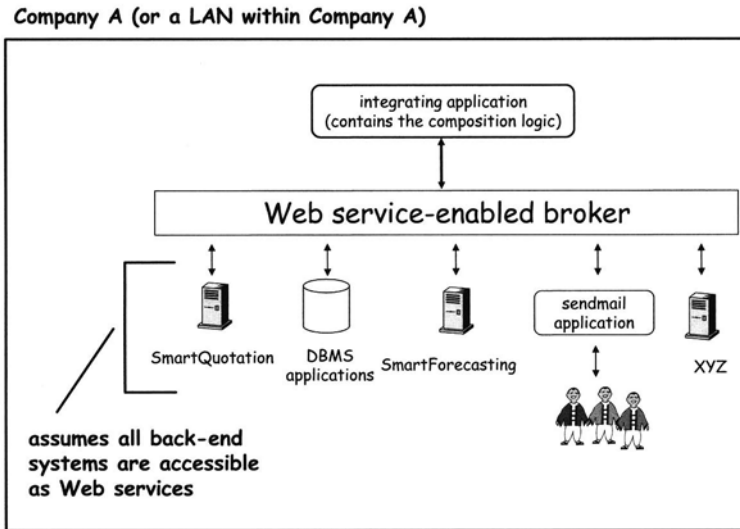 Company A (or a LAN within Company A)
integrating application
(contains the composition logic)
Web service-enabled broker
SmartQuotation
DBMS
applications
SmartForecasting
sendmail
application
XYZ
assumes all back-end
systems are accessible
as Web services